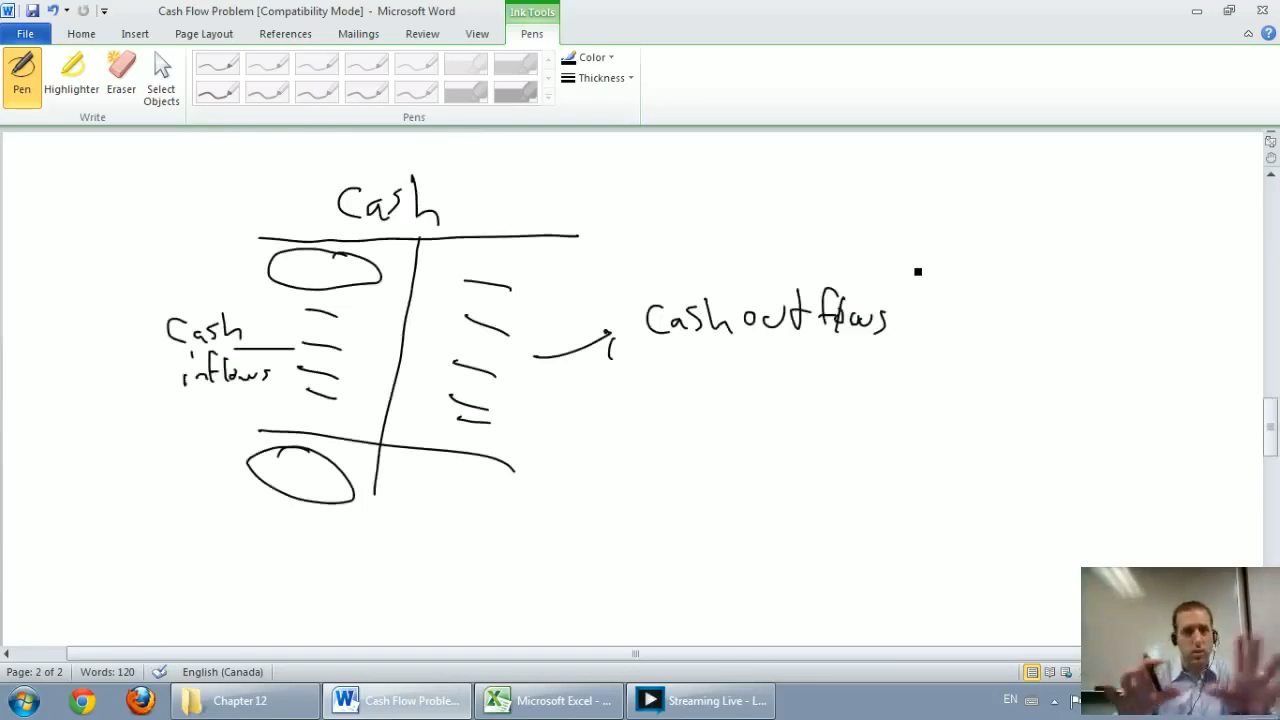 Cash Flow Problem [Compatibility Mode] - Microsoft Word
Ink Tools
File Home Insert Page Layout References Mailings Review View Pens
Color
Thickness
Pen Highlighter Eraser Select Objects
Write Pens
Cash
Cash
inflows
Cash outflows
Page: 2 of 2 Words: 120 English (Canada)
Chapter 12 Cash Flow Proble... Microsoft Excel - ... Streaming Live - L... EN